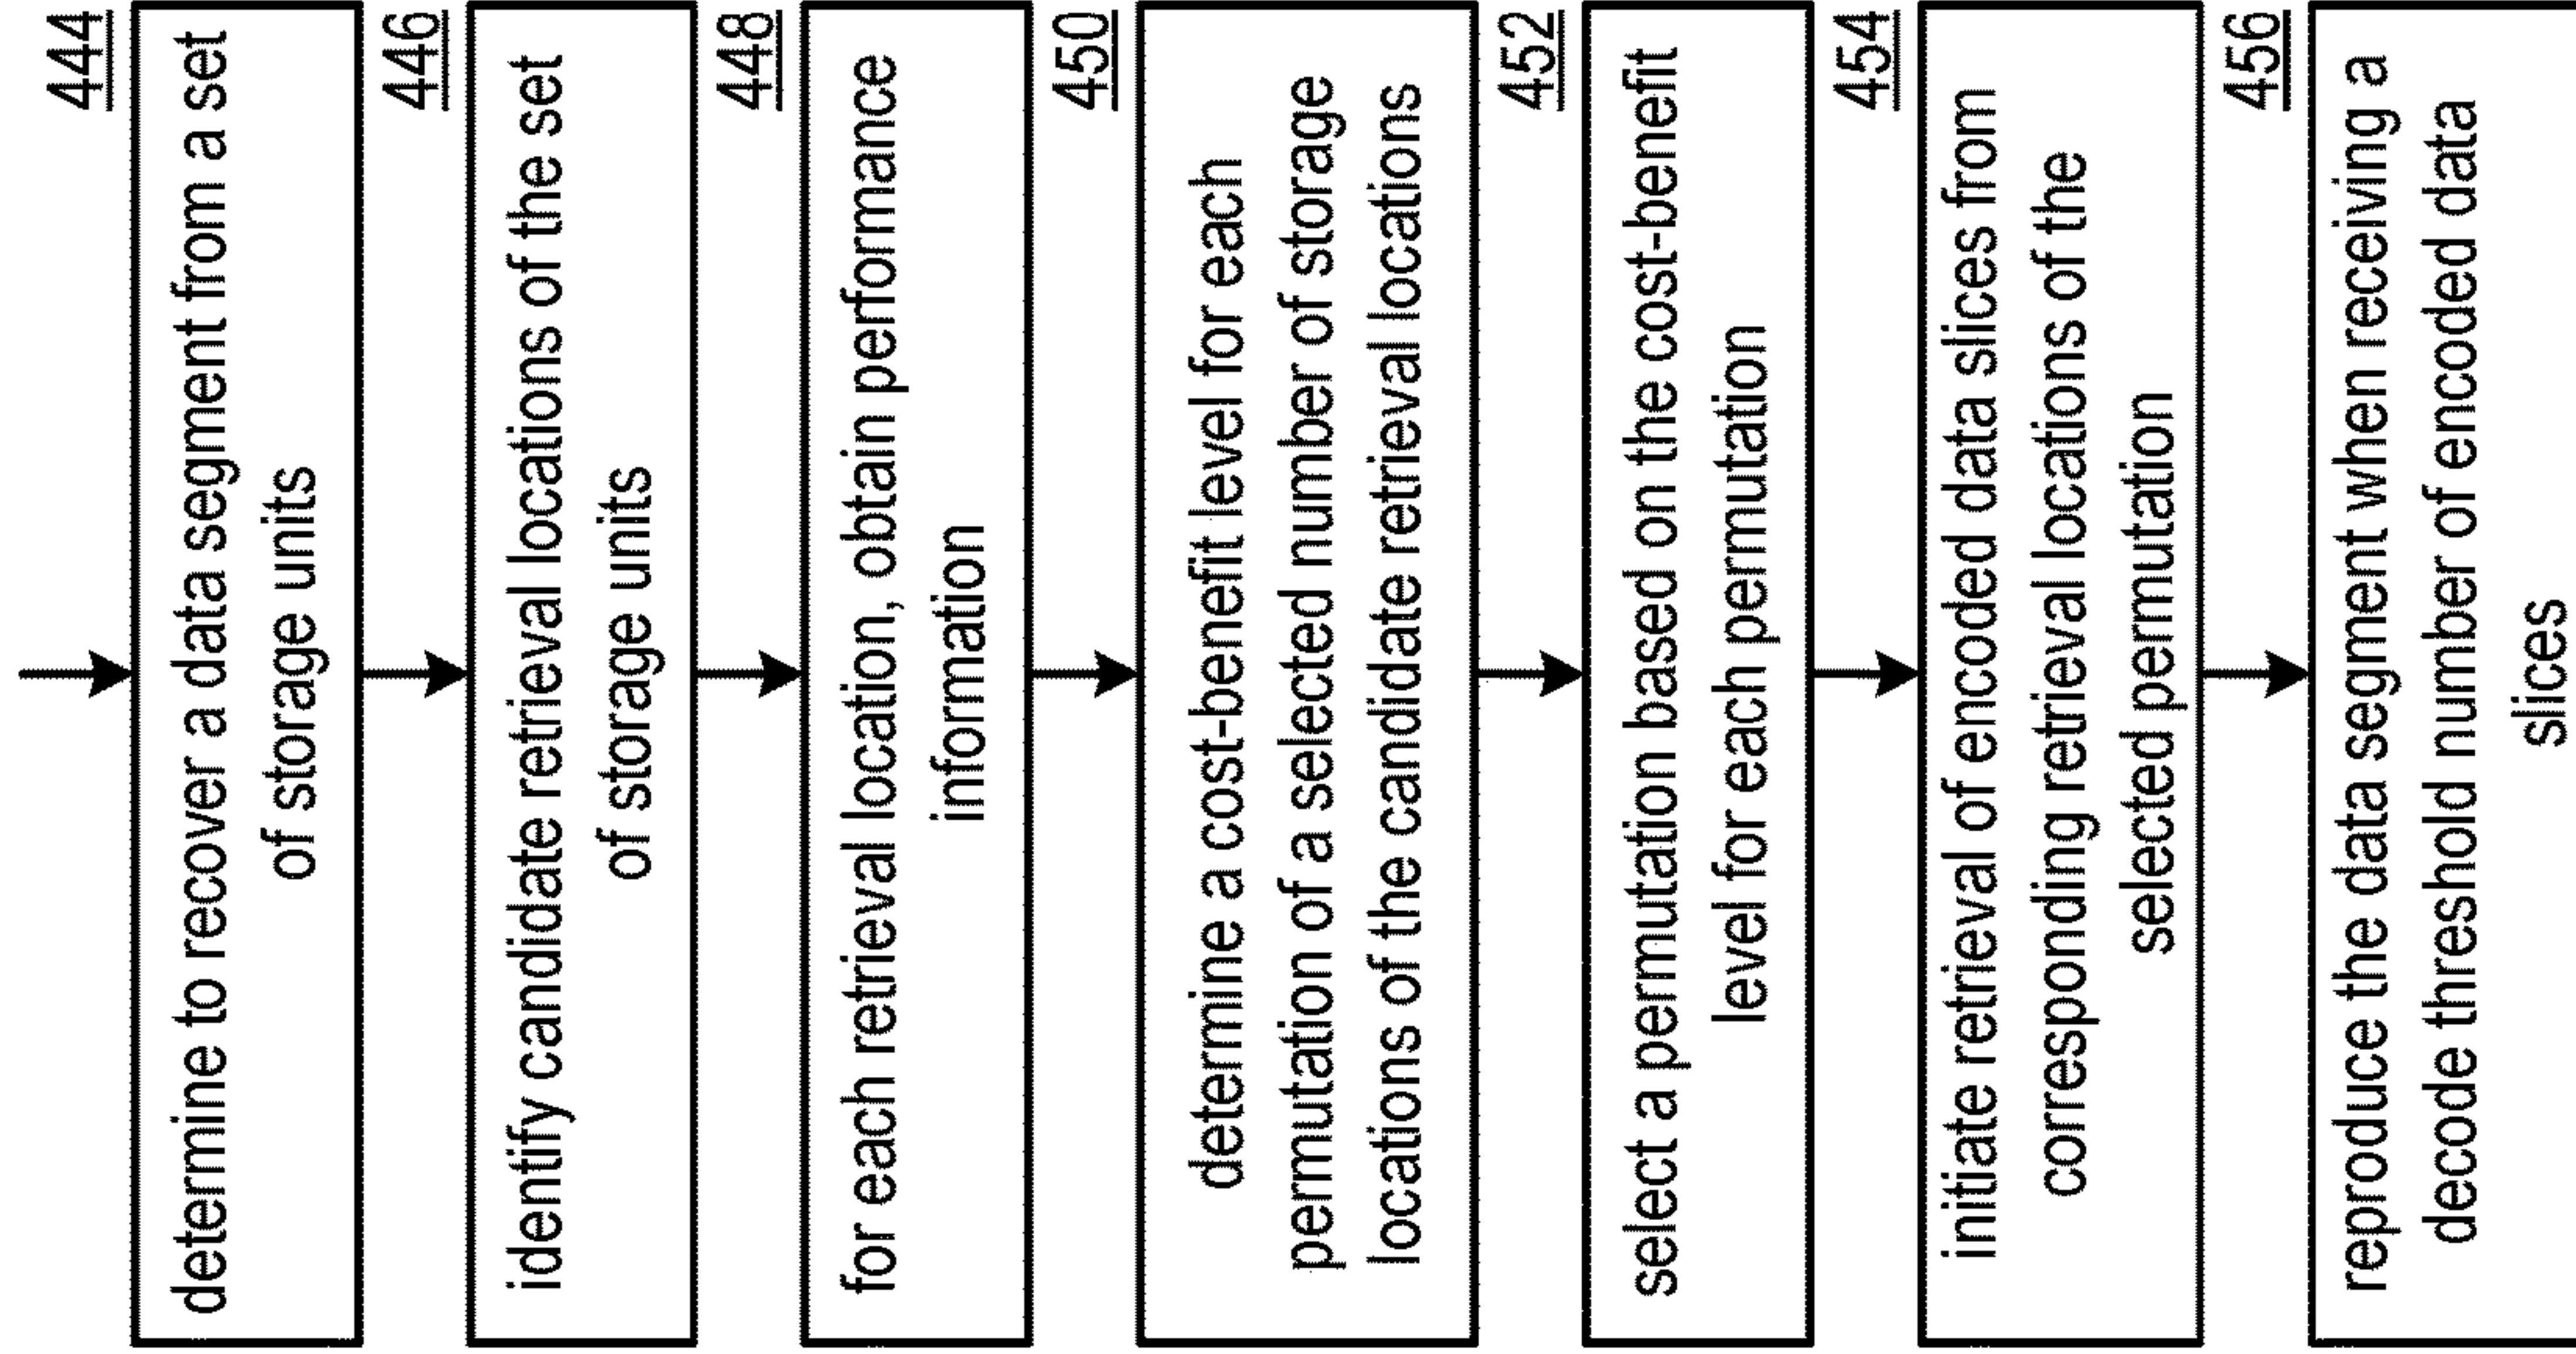 444
determine to recover a data segment from a set
of storage units
446
identify candidate retrieval locations of the set
of storage units
448
for each retrieval location, obtain performance
information
450
determine a cost-benefit level for each
permutation of a selected number of storage
locations of the candidate retrieval locations
452
select a permutation based on the cost-benefit
level for each permutation
454
initiate retrieval of encoded data slices from
corresponding retrieval locations of the
selected permutation
456
reproduce the data segment when receiving a
decode threshold number of encoded data
slices